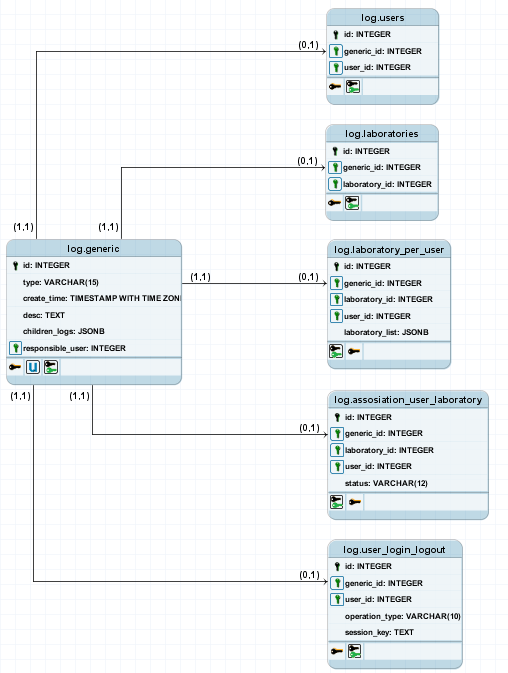 log.users
id: INTEGER
generic_id: INTEGER
user_id: INTEGER
(0,1)
log.laboratories
id: INTEGER
generic_id: INTEGER
laboratory_id: INTEGER
(0,1)
(1,1)
(1,1)
log.generic
id: INTEGER
type: VARCHAR(15)
create_time: TIMESTAMP WITH TIME ZON
desc: TEXT
children_logs: JSONB
responsible_user: INTEGER
U
(1,1)
(0,1)
log.laboratory_per_user
id: INTEGER
generic_id: INTEGER
laboratory_id: INTEGER
user_id: INTEGER
laboratory_list: JSONB
(1,1)
(1,1)
(0,1)
log.assosiation_user_laboratory
id: INTEGER
generic_id: INTEGER
laboratory_id: INTEGER
user_id: INTEGER
status: VARCHAR(12)
(0,1)
log.user_login_logout
id: INTEGER
generic_id: INTEGER
user_id: INTEGER
operation_type: VARCHAR(10)
session_key: TEXT